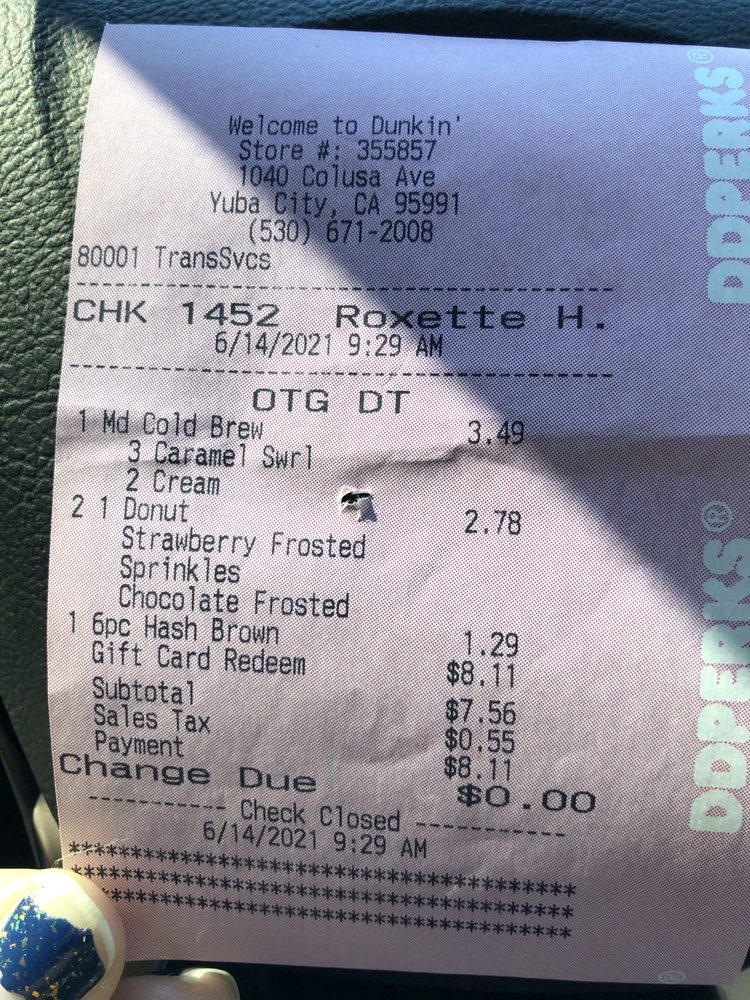 Welcome to Dunkin'
Store #: 355857
1040 Colusa Ave
Yuba City, CA 95991
(530) 671-2008
80001 TransSvcs
--------------------------------------------
CHK 1452 Roxette H.
6/14/2021 9:29 AM
--------------------------------------------
OTG DT
1 Md Cold Brew 3.49
3 Caramel Swrl
2 Cream
2 1 Donut 2.78
Strawberry Frosted
Sprinkles
Chocolate Frosted
1 6pc Hash Brown 1.29
Gift Card Redeem $8.11
Subtotal $7.56
Sales Tax $0.55
Payment $8.11
Change Due $0.00
----------- Check Closed ------------
6/14/2021 9:29 AM
****************************************
****************************************
****************************************
DDPERKS®
DDPERKS®